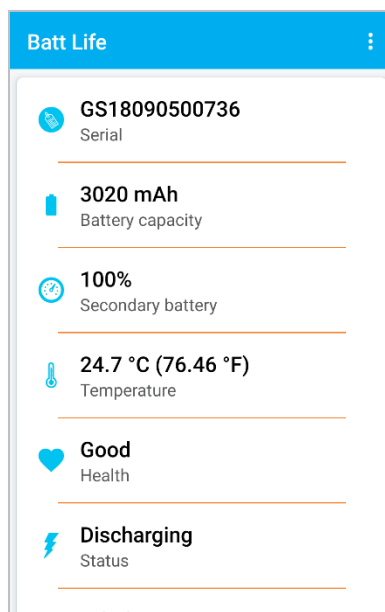 Batt Life
GS18090500736
Serial
3020 mAh
Battery capacity
100%
Secondary battery
24.7 °C (76.46 °F)
Temperature
Good
Health
Discharging
Status